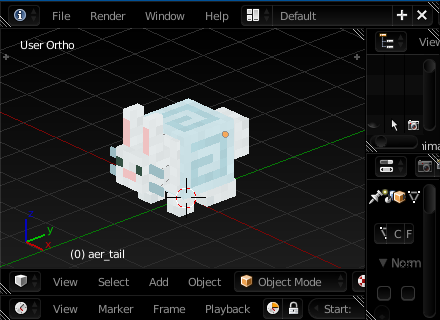 File Render Window Help Default
View
User Ortho
(0) aer_tail
View Select Add Object Object Mode
View Marker Frame Playback Start:
C F
Norm